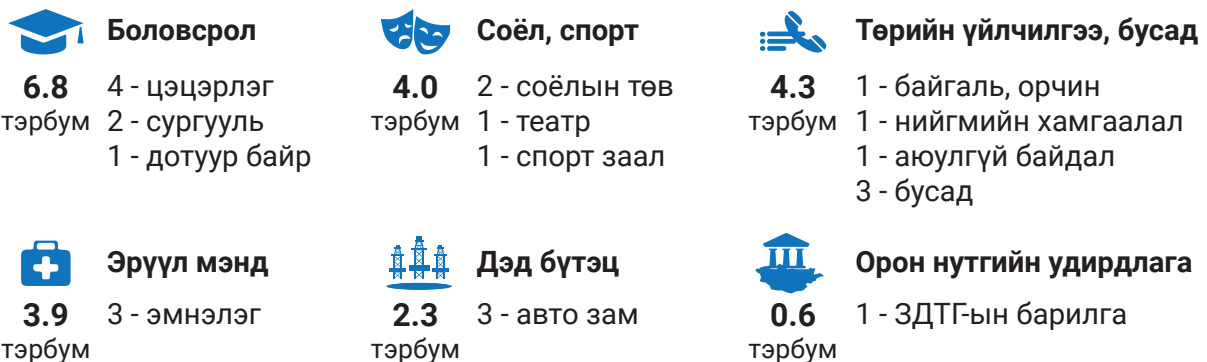 Боловсрол
6.8
тэрбум
4 - цэцэрлэг
2 - сургууль
1 - дотуур байр
Соёл, спорт
4.0
тэрбум
2 - соёлын төв
1 - театр
1 - спорт заал
Төрийн үйлчилгээ, бусад
4.3
тэрбум
1 - байгаль, орчин
1 - нийгмийн хамгаалал
1 - аюулгүй байдал
3 - бусад
Эрүүл мэнд
3.9
тэрбум
3 - эмнэлэг
Дэд бүтэц
2.3
тэрбум
3 - авто зам
Орон нутгийн удирдлага
0.6
тэрбум
1 - ЗДТГ-ын барилга